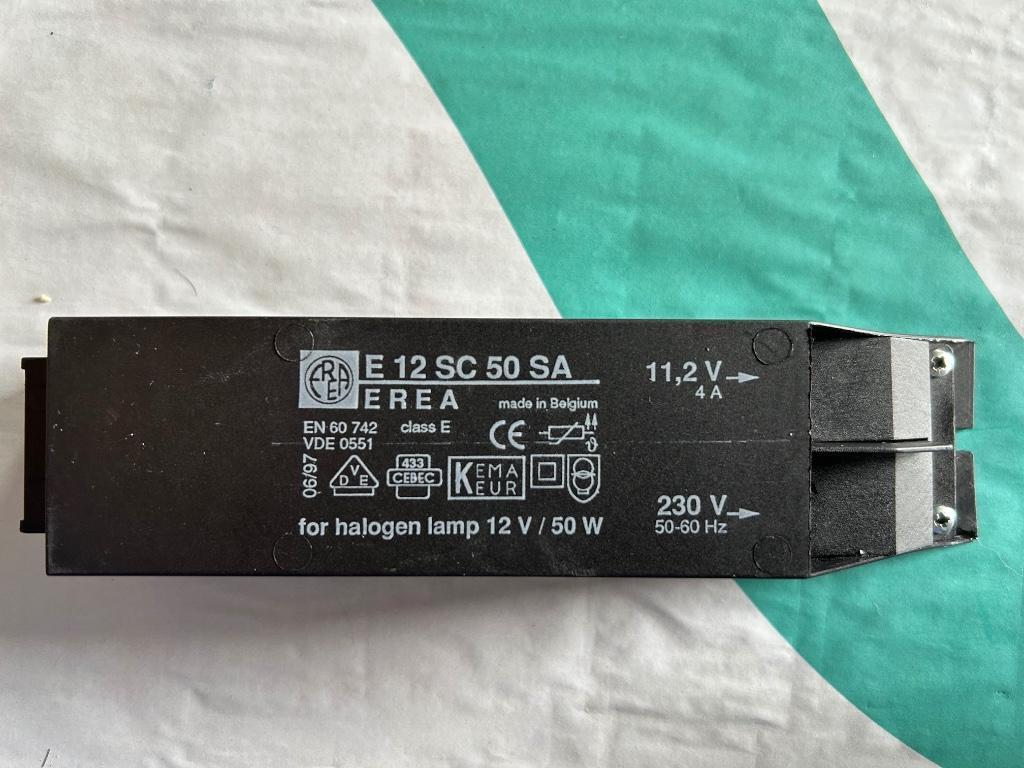 EREA
E 12 SC 50 SA
EREA
made in Belgium
11,2 V
4 A
EN 60 742 class E
VDE 0551
CE
ϑ
06/97
VDE
433
CEBEC
KEMA
KEUR
230 V
50-60 Hz
for halogen lamp 12 V / 50 W